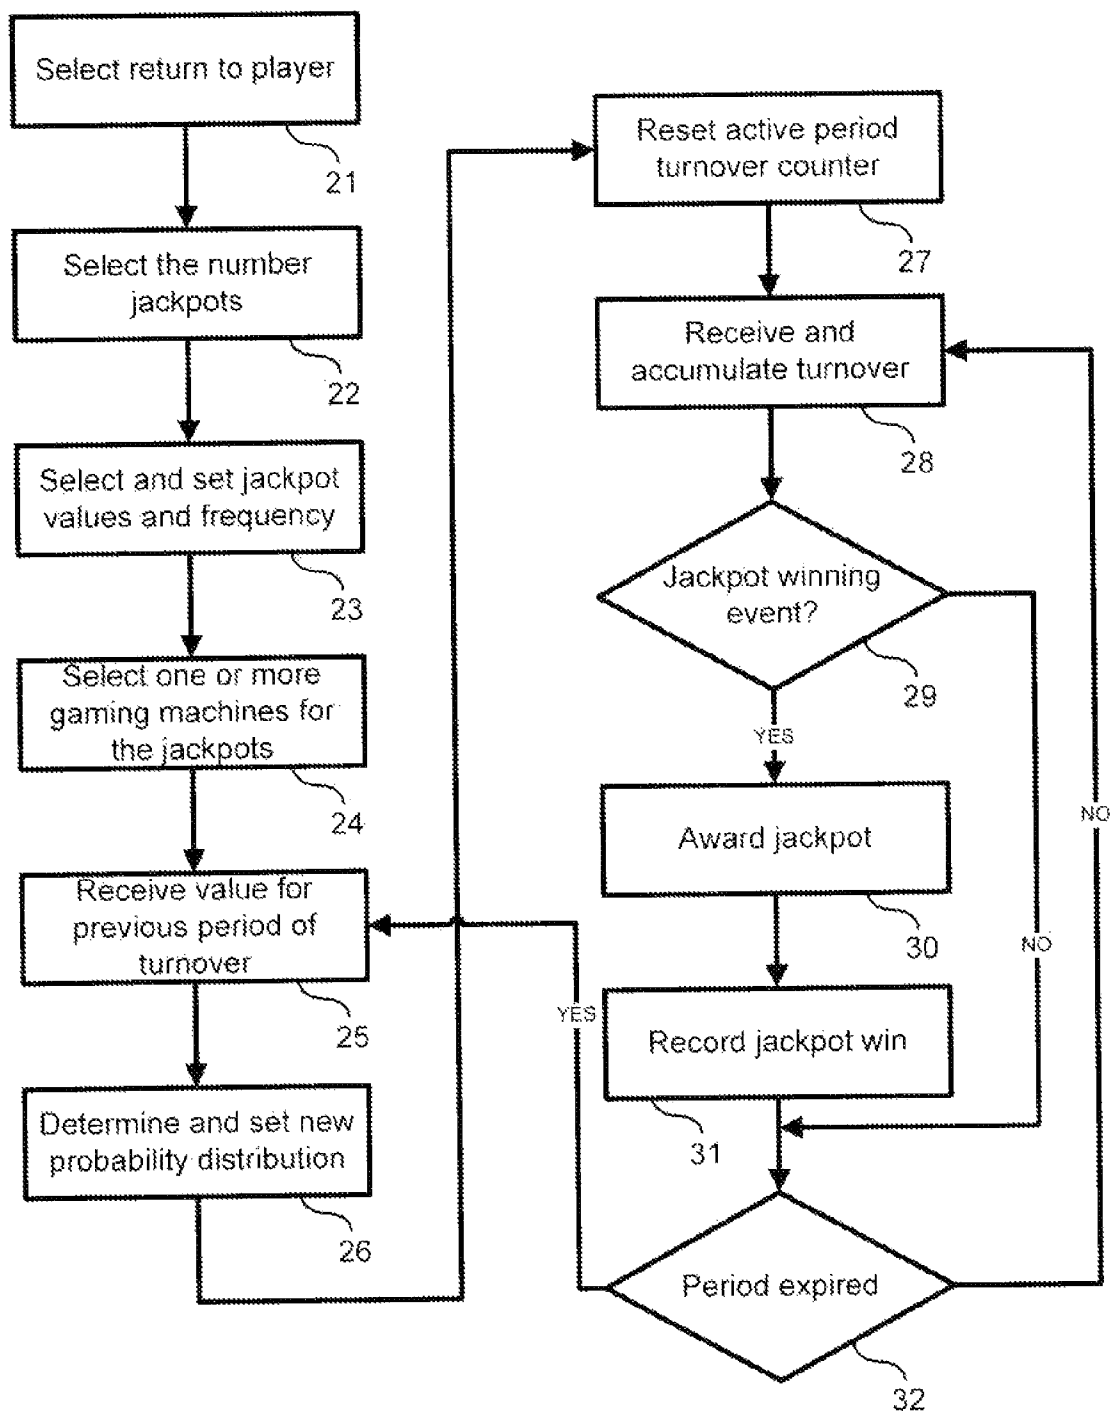 Select return to player
21
Select the number
jackpots
22
Select and set jackpot
values and frequency
23
Select one or more
gaming machines for
the jackpots
24
Receive value for
previous period of
turnover
25
Determine and set new
probability distribution
26
Reset active period
turnover counter
27
Receive and
accumulate turnover
28
Jackpot winning
event?
29
YES
NO
Award jackpot
30
Record jackpot win
31
Period expired
32
YES
NO